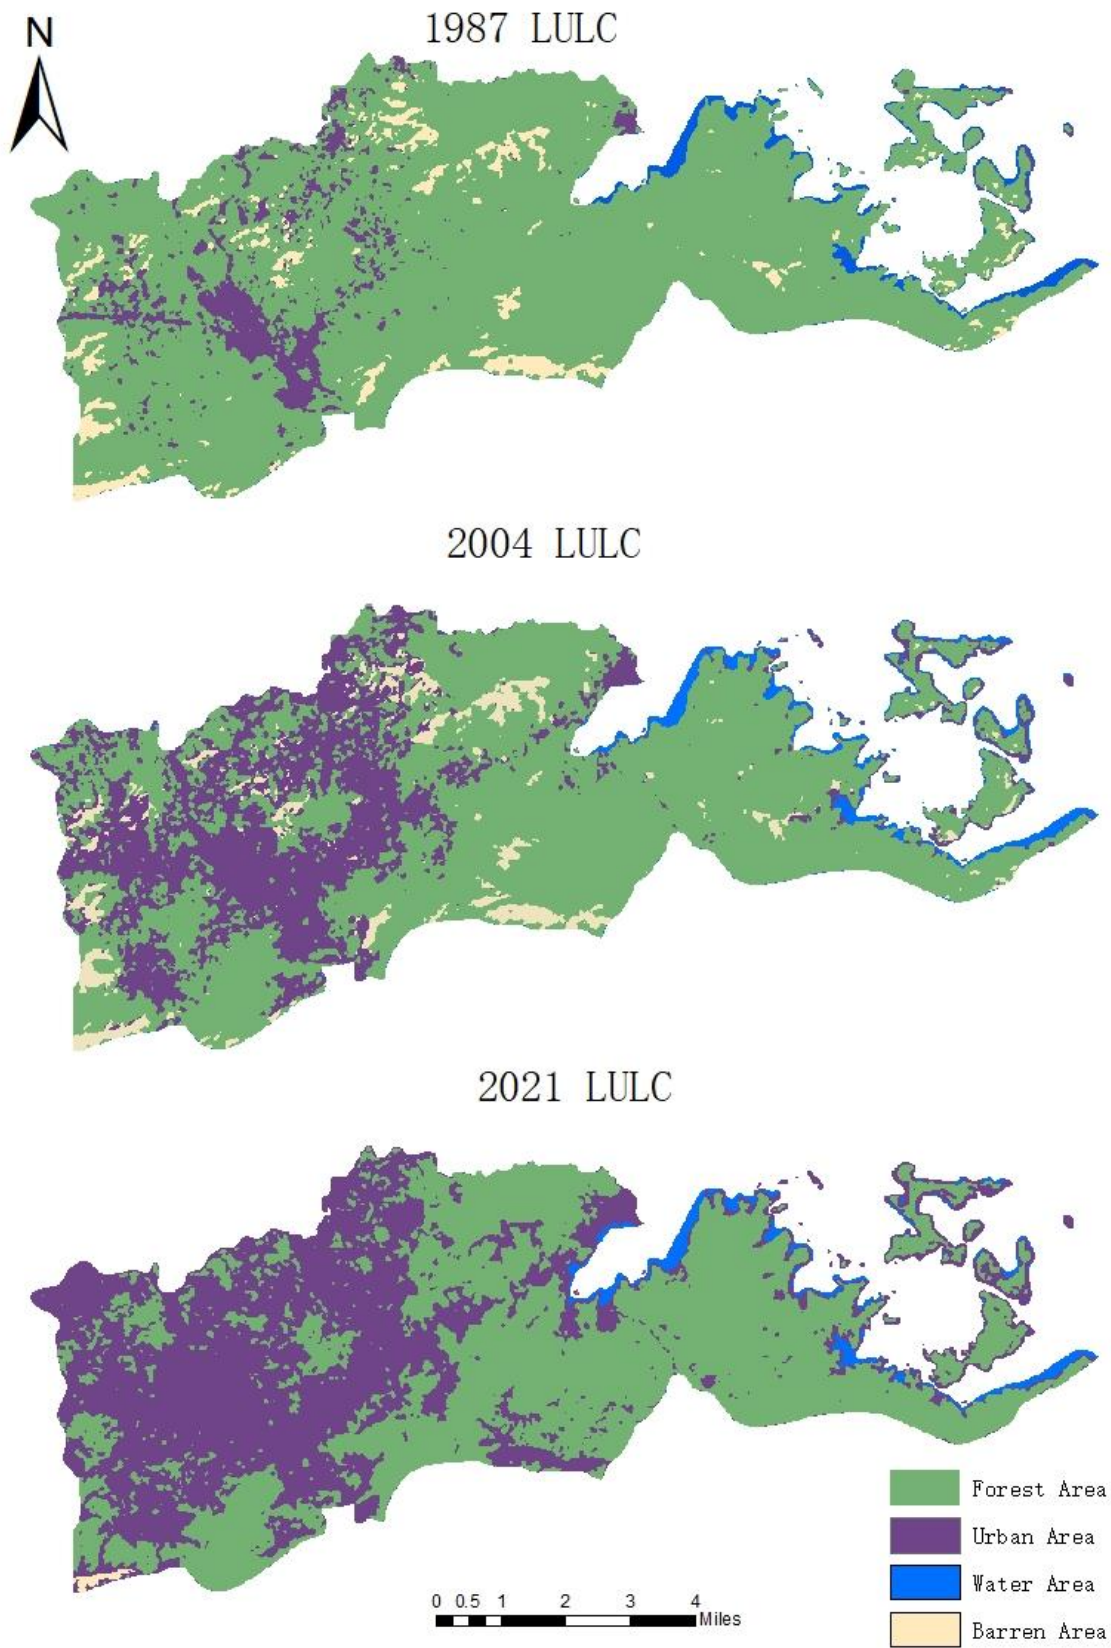 N
1987 LULC
2004 LULC
2021 LULC
Forest Area
Urban Area
Water Area
Barren Area
0 0.5 1 2 3 4
Miles